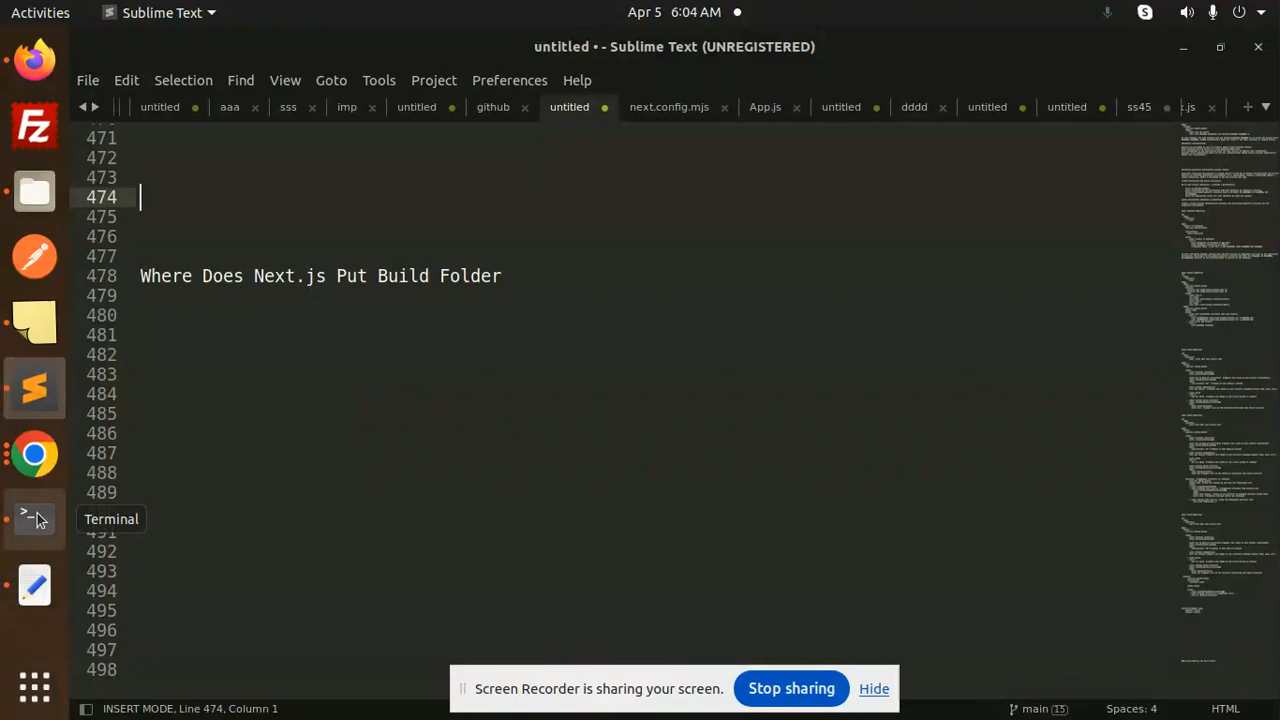 Activities
Sublime Text
Apr 5 6:04 AM
untitled • - Sublime Text (UNREGISTERED)
File Edit Selection Find View Goto Tools Project Preferences Help
untitled aaa sss imp untitled github untitled next.config.mjs App.js untitled dddd untitled untitled ss45 .js
471
472
473
474
475
476
477
478 Where Does Next.js Put Build Folder
479
480
481
482
483
484
485
486
487
488
489
Terminal
491
492
493
494
495
496
497
498
Screen Recorder is sharing your screen. Stop sharing Hide
INSERT MODE, Line 474, Column 1 main 15 Spaces: 4 HTML